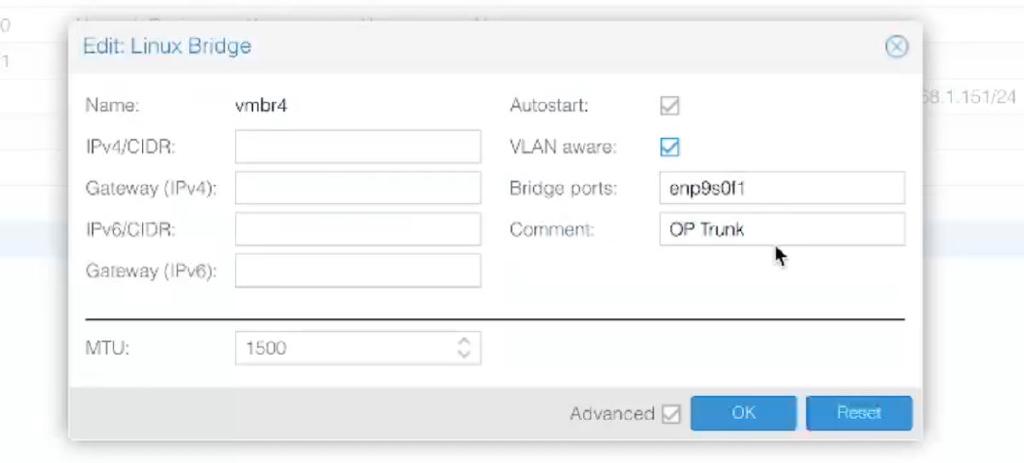 Edit: Linux Bridge
Name: vmbr4
Autostart:
IPv4/CIDR:
VLAN aware:
Gateway (IPv4):
Bridge ports: enp9s0f1
IPv6/CIDR:
Comment: OP Trunk
Gateway (IPv6):
MTU: 1500
Advanced OK Reset
0
1
68.1.151/24